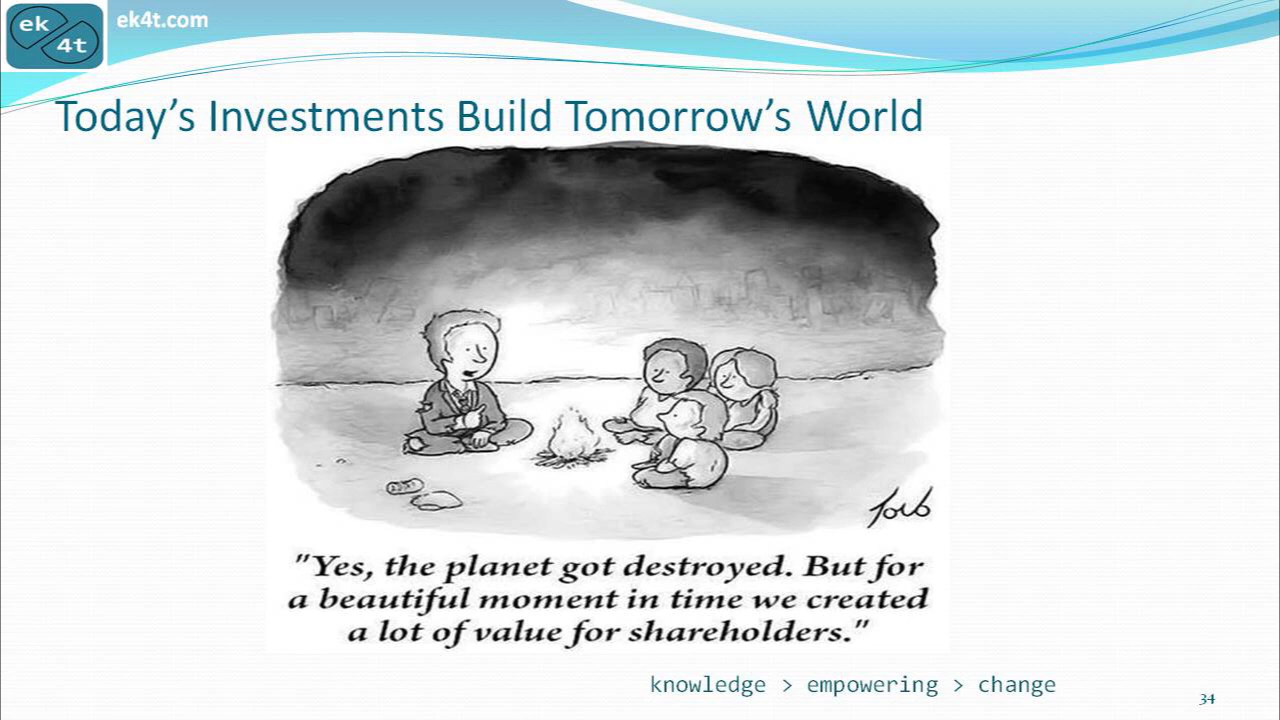 ek
4t
ek4t.com
Today’s Investments Build Tomorrow’s World
"Yes, the planet got destroyed. But for
a beautiful moment in time we created
a lot of value for shareholders."
knowledge > empowering > change
34